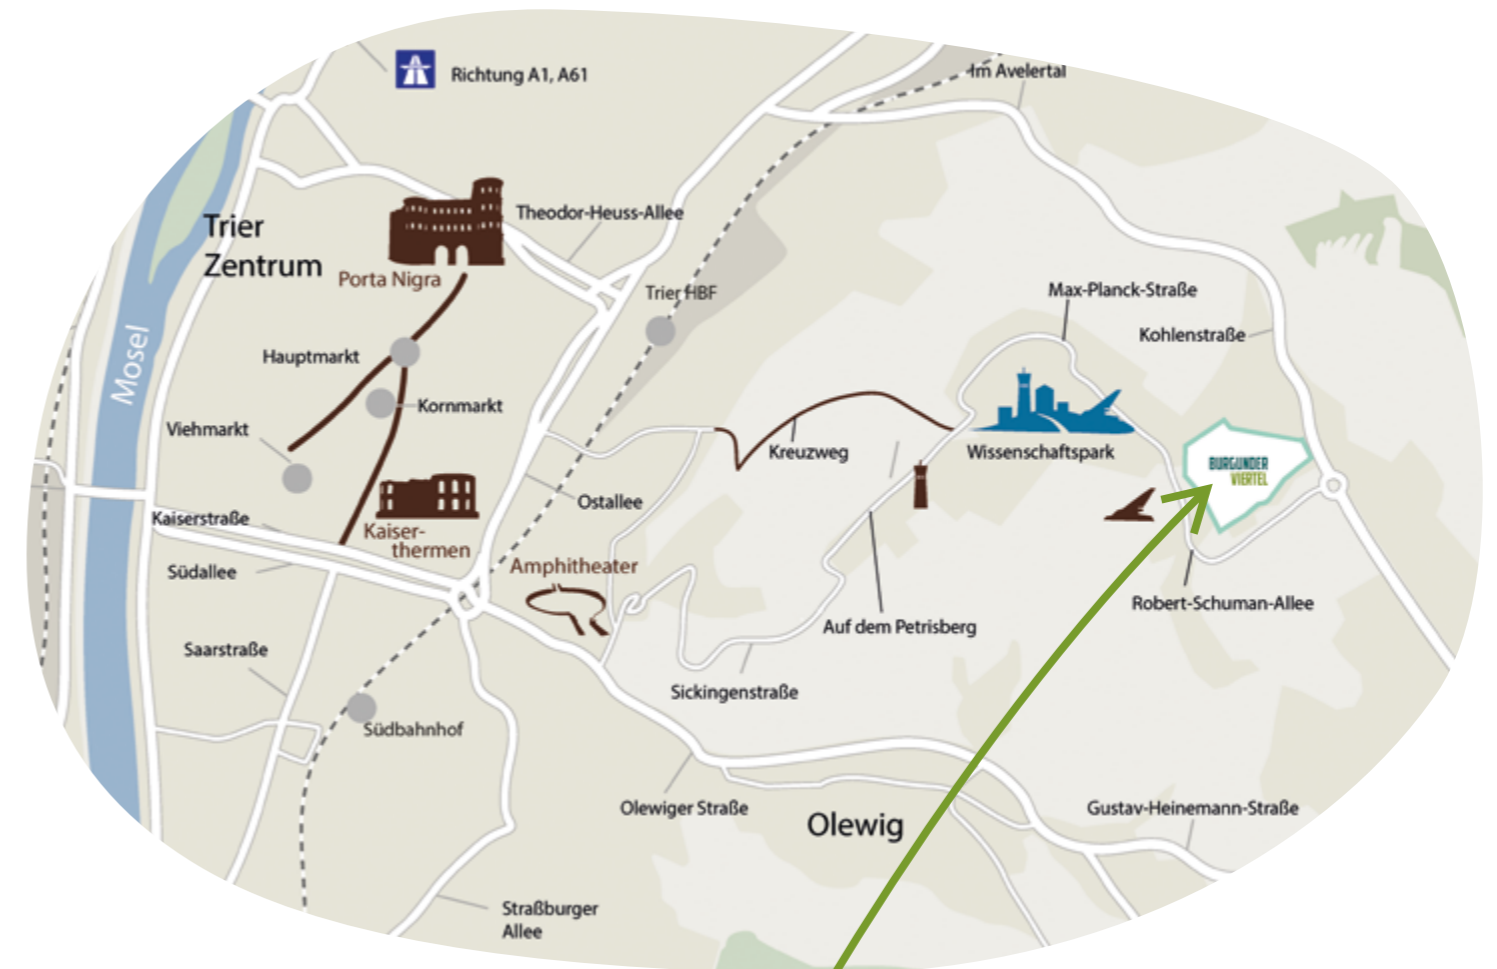 Richtung A1, A61
Im Avelertal
Theodor-Heuss-Allee
Trier
Zentrum
Porta Nigra
Trier HBF
Max-Planck-Straße
Kohlenstraße
Mosel
Hauptmarkt
Kornmarkt
Viehmarkt
Kreuzweg
Wissenschaftspark
BURGUNDER
VIERTEL
Ostallee
Kaiserstraße
Kaiser-
thermen
Südallee
Amphitheater
Robert-Schuman-Allee
Auf dem Petrisberg
Saarstraße
Sickingenstraße
Südbahnhof
Olewiger Straße
Olewig
Gustav-Heinemann-Straße
Straßburger
Allee